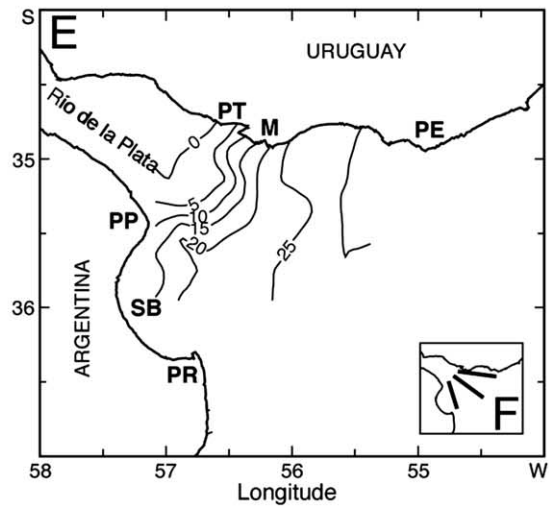 S
E
URUGUAY
Río de la Plata
PT
M
PE
0
35
5
10
15
20
25
PP
ARGENTINA
SB
36
PR
F
58
57
56
55
W
Longitude